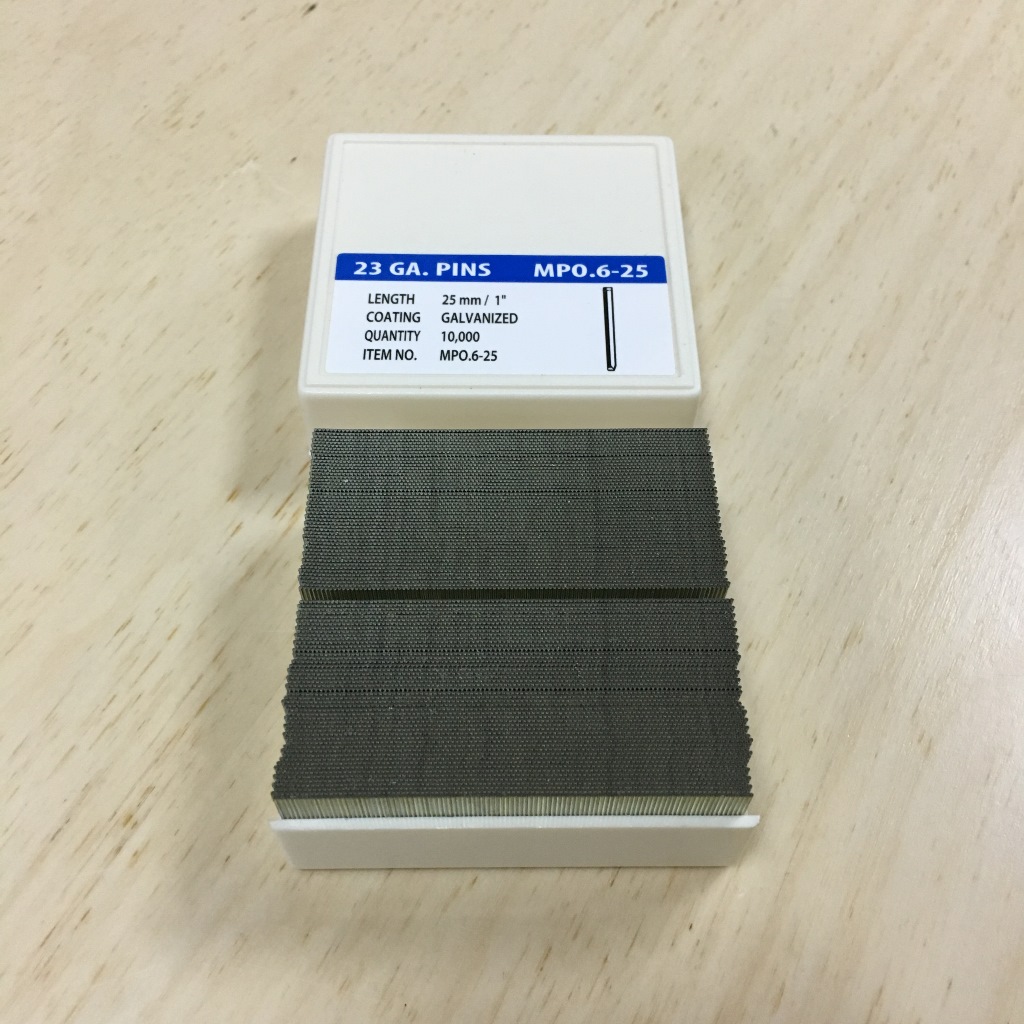 23 GA. PINS MP0.6-25
LENGTH 25 mm / 1"
COATING GALVANIZED
QUANTITY 10,000
ITEM NO. MP0.6-25